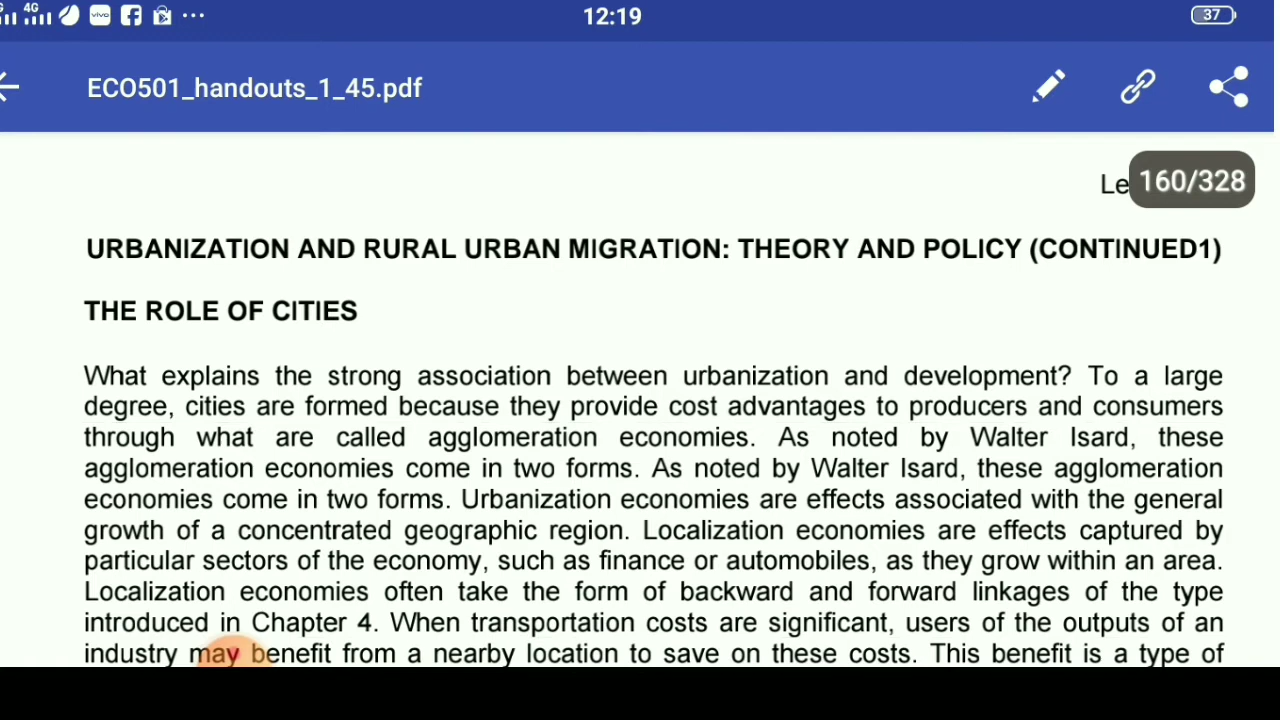 4G
vivo
12:19
37
ECO501_handouts_1_45.pdf
Le
160/328
URBANIZATION AND RURAL URBAN MIGRATION: THEORY AND POLICY (CONTINUED1)
THE ROLE OF CITIES
What explains the strong association between urbanization and development? To a large
degree, cities are formed because they provide cost advantages to producers and consumers
through what are called agglomeration economies. As noted by Walter Isard, these
agglomeration economies come in two forms. As noted by Walter Isard, these agglomeration
economies come in two forms. Urbanization economies are effects associated with the general
growth of a concentrated geographic region. Localization economies are effects captured by
particular sectors of the economy, such as finance or automobiles, as they grow within an area.
Localization economies often take the form of backward and forward linkages of the type
introduced in Chapter 4. When transportation costs are significant, users of the outputs of an
industry may benefit from a nearby location to save on these costs. This benefit is a type of